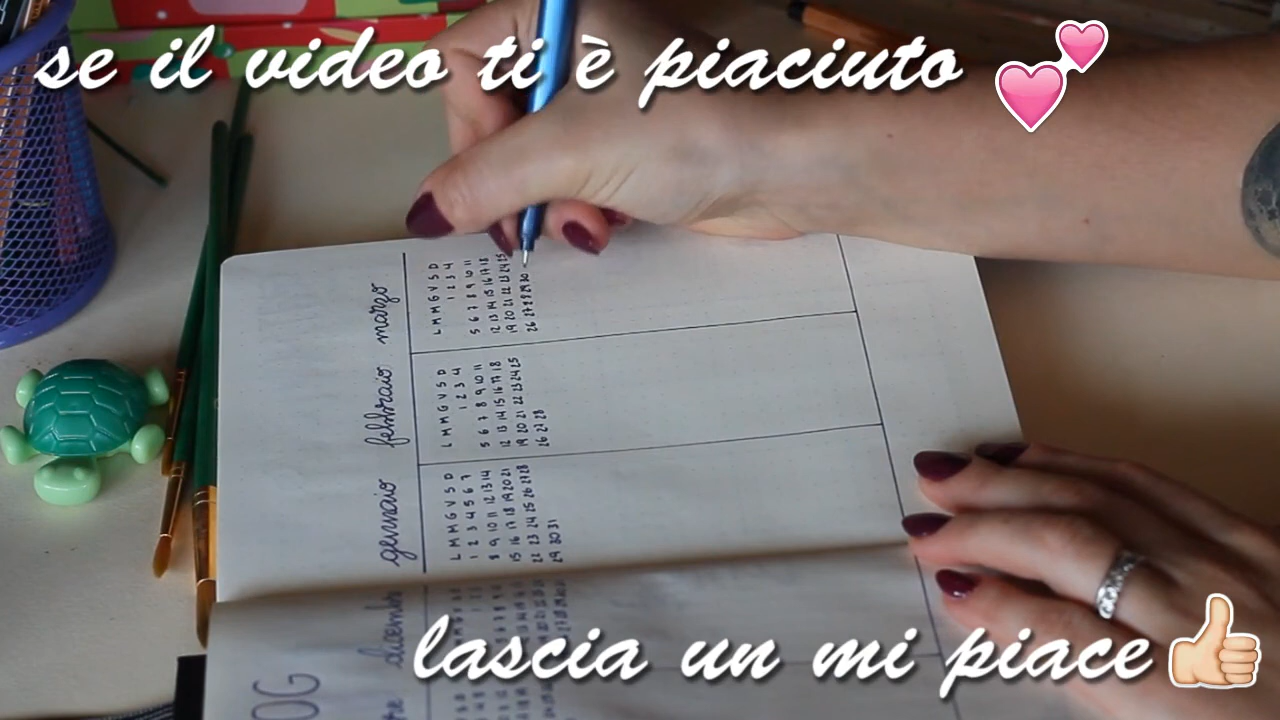 se il video ti è piaciuto
marzo
L M M G V S D
1 2 3 4
5 6 7 8 9 10 11
12 13 14 15 16 17 18
19 20 21 22 23 24 25
26 27 28 29 30
febbraio
L M M G V S D
1 2 3 4
5 6 7 8 9 10 11
12 13 14 15 16 17 18
19 20 21 22 23 24 25
26 27 28
gennaio
L M M G V S D
1 2 3 4 5 6 7
8 9 10 11 12 13 14
15 16 17 18 19 20 21
22 23 24 25 26 27 28
29 30 31
dicembre
OG
lascia un mi piace